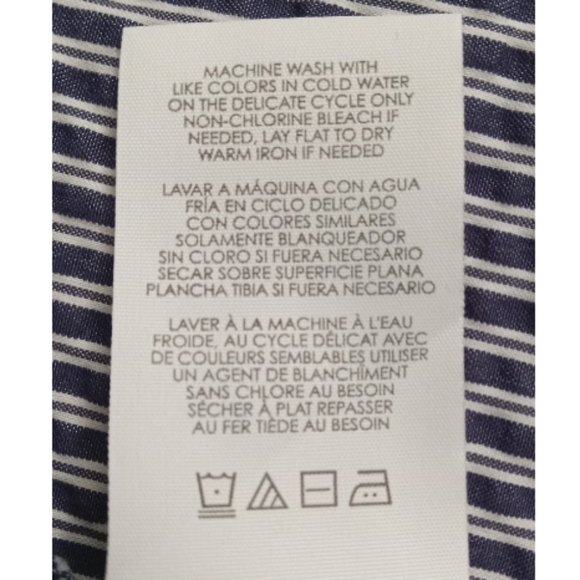 MACHINE WASH WITH
LIKE COLORS IN COLD WATER
ON THE DELICATE CYCLE ONLY
NON-CHLORINE BLEACH IF
NEEDED, LAY FLAT TO DRY
WARM IRON IF NEEDED
LAVAR A MÁQUINA CON AGUA
FRÍA EN CICLO DELICADO
CON COLORES SIMILARES
SOLAMENTE BLANQUEADOR
SIN CLORO SI FUERA NECESARIO
SECAR SOBRE SUPERFICIE PLANA
PLANCHA TIBIA SI FUERA NECESARIO
LAVER À LA MACHINE À L'EAU
FROIDE, AU CYCLE DÉLICAT AVEC
DE COULEURS SEMBLABLES UTILISER
UN AGENT DE BLANCHIMENT
SANS CHLORE AU BESOIN
SÉCHER À PLAT REPASSER
AU FER TIÈDE AU BESOIN